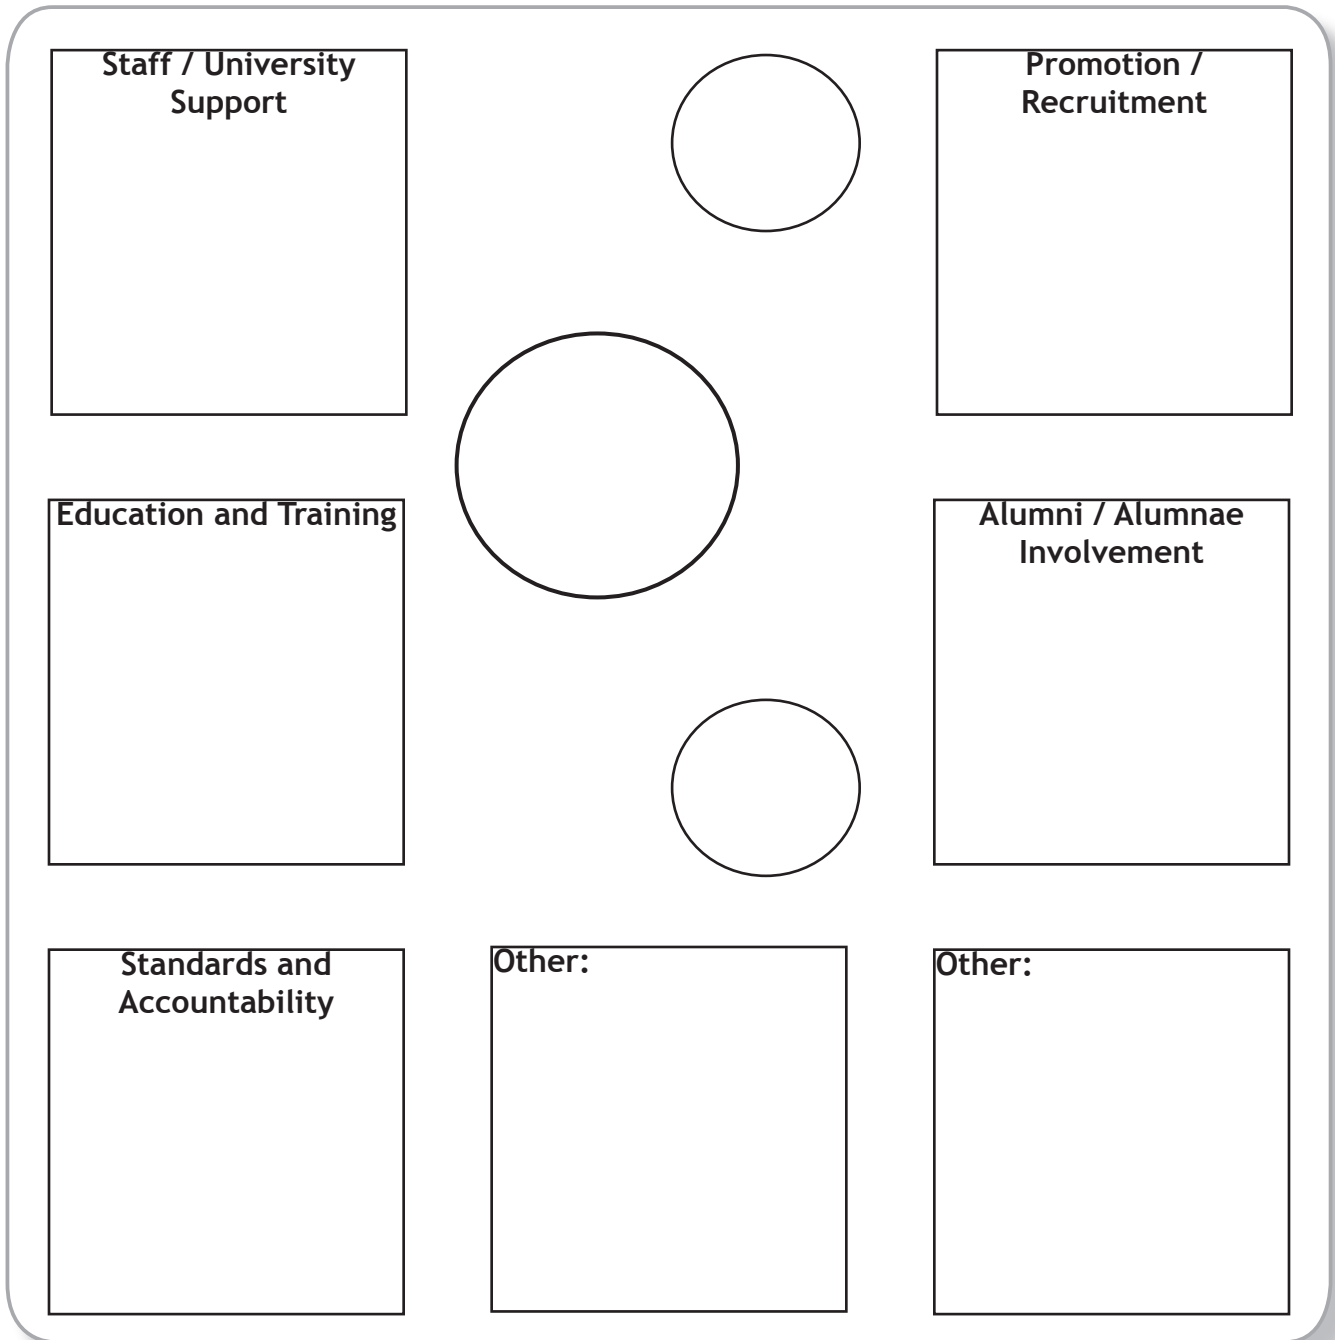 Staff / University
Support
Promotion /
Recruitment
Education and Training
Alumni / Alumnae
Involvement
Standards and
Accountability
Other:
Other: